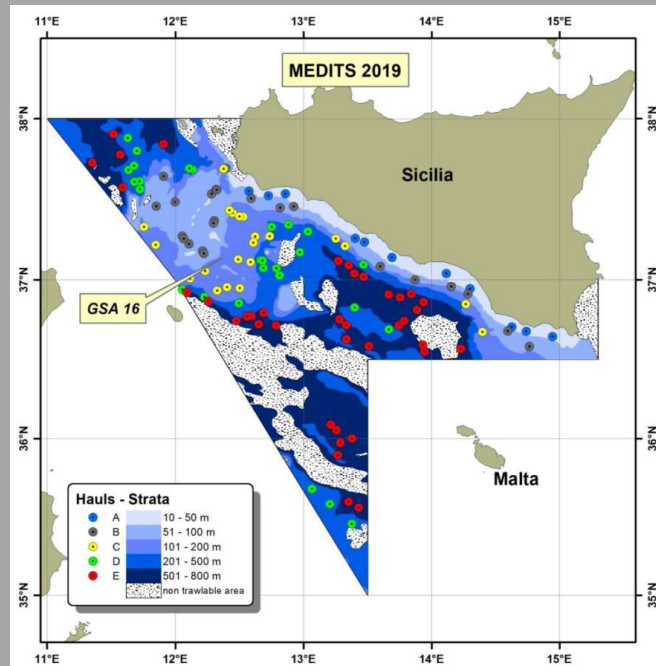 11°E 12°E 13°E 14°E 15°E
MEDITS 2019
38°N 38°N
Sicilia
37°N 37°N
GSA 16
36°N 36°N
Malta
Hauls - Strata
A 10 - 50 m
B 51 - 100 m
C 101 - 200 m
D 201 - 500 m
E 501 - 800 m
non trawlable area
35°N 35°N
11°E 12°E 13°E 14°E 15°E